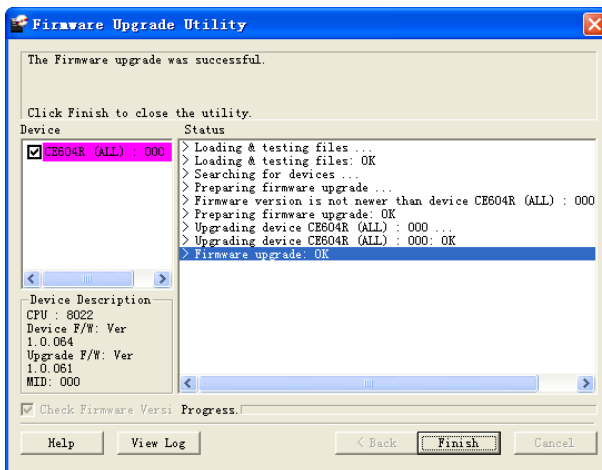 Firmware Upgrade Utility
The Firmware upgrade was successful.
Click Finish to close the utility.
Device
Status
CE604R (ALL) : 000
> Loading & testing files ...
> Loading & testing files: OK
> Searching for devices ...
> Preparing firmware upgrade ...
> Firmware version is not newer than device CE604R (ALL) : 000
> Preparing firmware upgrade: OK
> Upgrading device CE604R (ALL) : 000 ...
> Upgrading device CE604R (ALL) : 000: OK
> Firmware upgrade: OK
Device Description
CPU : 8022
Device F/W: Ver
1.0.064
Upgrade F/W: Ver
1.0.061
MID: 000
Check Firmware Versi Progress.
Help
View Log
< Back
Finish
Cancel